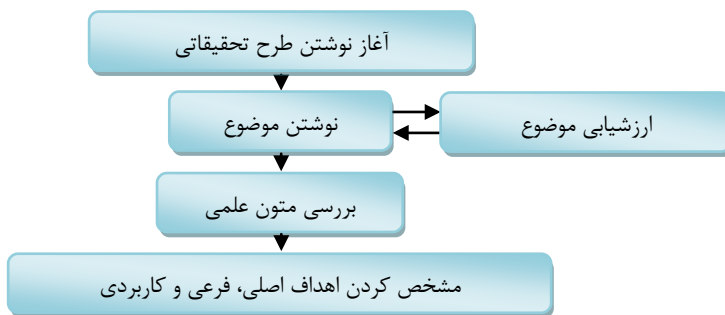 آغاز نوشتن طرح تحقیقاتی
نوشتن موضوع
ارزشیابی موضوع
بررسی متون علمی
مشخص کردن اهداف اصلی، فرعی و کاربردی